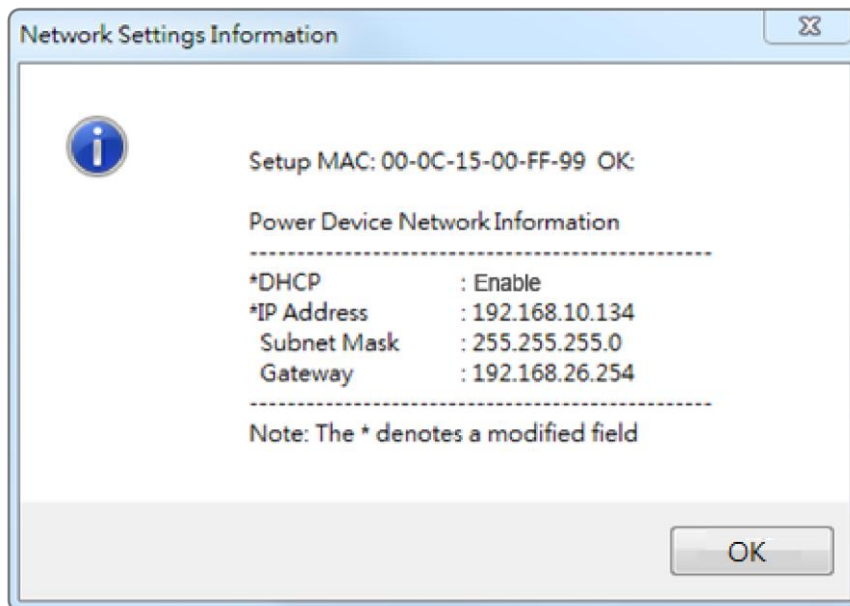 Network Settings Information
Setup MAC: 00-0C-15-00-FF-99 OK:
Power Device Network Information
------------------------------------------------
*DHCP : Enable
*IP Address : 192.168.10.134
Subnet Mask : 255.255.255.0
Gateway : 192.168.26.254
------------------------------------------------
Note: The * denotes a modified field
OK